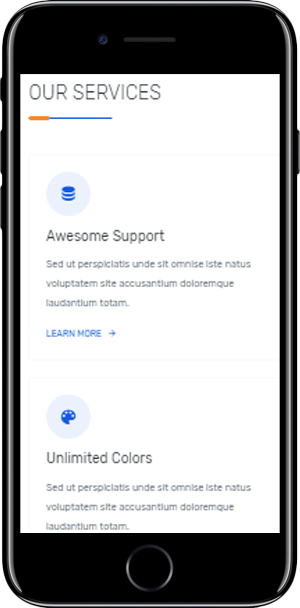 OUR SERVICES
Awesome Support
Sed ut perspiciatis unde sit omnise iste natus
voluptatem site accusantium doloremque
laudantium totam.
LEARN MORE →
Unlimited Colors
Sed ut perspiciatis unde sit omnise iste natus
voluptatem site accusantium doloremque
laudantium totam.